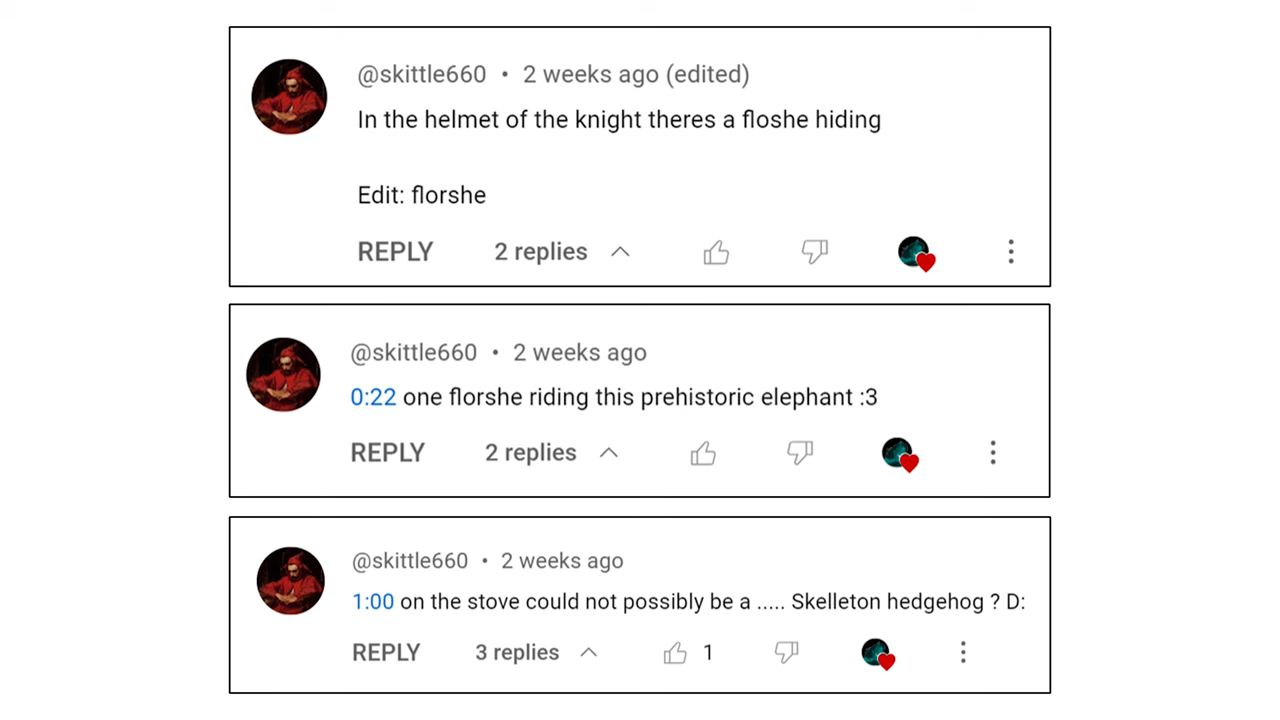 @skittle660 • 2 weeks ago (edited)
In the helmet of the knight theres a floshe hiding
Edit: florshe
REPLY 2 replies
@skittle660 • 2 weeks ago
0:22 one florshe riding this prehistoric elephant :3
REPLY 2 replies
@skittle660 • 2 weeks ago
1:00 on the stove could not possibly be a ..... Skelleton hedgehog ? D:
REPLY 3 replies 1